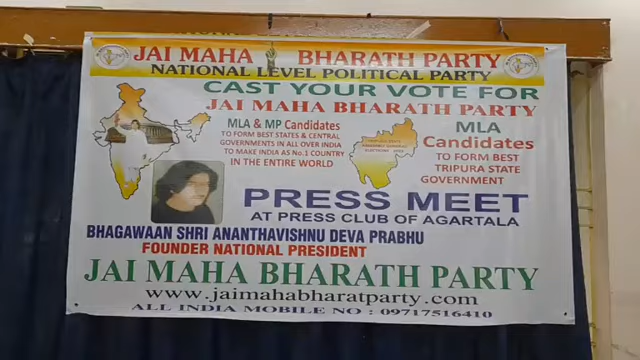 JAI MAHA BHARATH PARTY
NATIONAL LEVEL POLITICAL PARTY
CAST YOUR VOTE FOR
JAI MAHA BHARATH PARTY
MLA & MP Candidates
TO FORM BEST STATES & CENTRAL
GOVERNMENTS IN ALL OVER INDIA
TO MAKE INDIA AS No.1 COUNTRY
IN THE ENTIRE WORLD
MLA
Candidates
TO FORM BEST
TRIPURA STATE
GOVERNMENT
PRESS MEET
AT PRESS CLUB OF AGARTALA
BHAGAWAAN SHRI ANANTHAVISHNU DEVA PRABHU
FOUNDER NATIONAL PRESIDENT
JAI MAHA BHARATH PARTY
www.jaimahabharatparty.com
ALL INDIA MOBILE NO : 09717516410